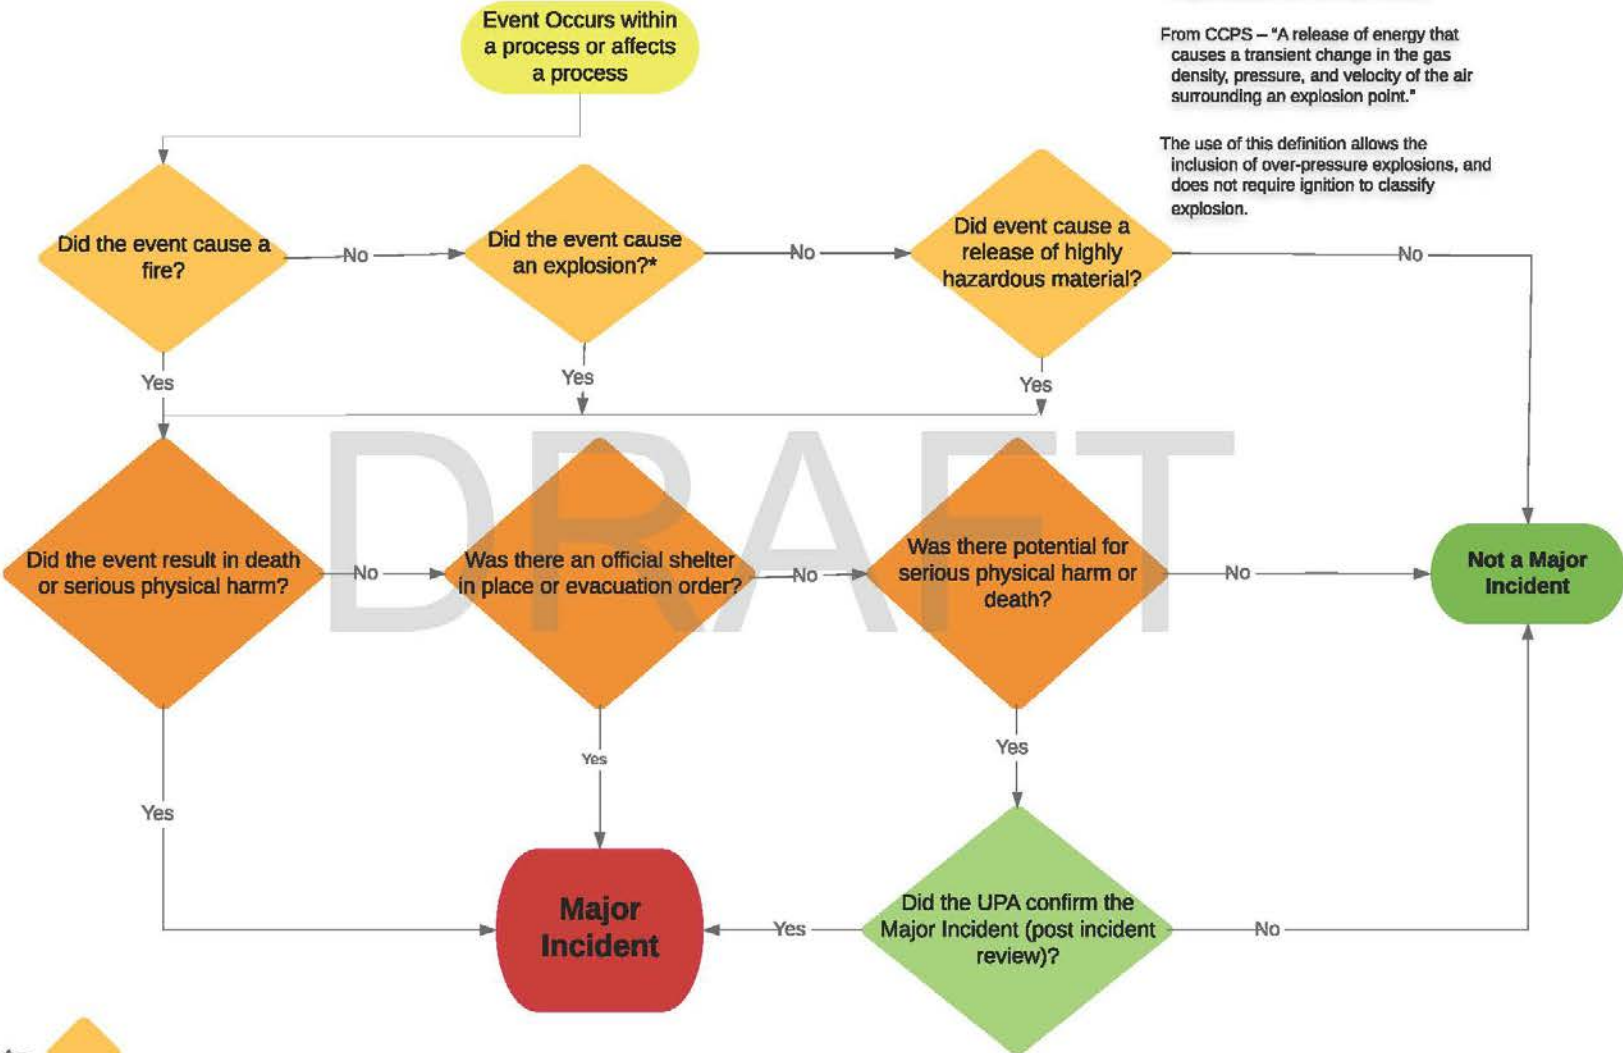 Event Occurs within
a process or affects
a process
From CCPS – "A release of energy that
causes a transient change in the gas
density, pressure, and velocity of the air
surrounding an explosion point."
The use of this definition allows the
inclusion of over-pressure explosions, and
does not require ignition to classify
explosion.
Did the event cause a
fire?
No
Did the event cause
an explosion?*
No
Did event cause a
release of highly
hazardous material?
No
Yes
Yes
Yes
DRAFT
Did the event result in death
or serious physical harm?
No
Was there an official shelter
in place or evacuation order?
No
Was there potential for
serious physical harm or
death?
No
Not a Major
Incident
Yes
Yes
Yes
Major
Incident
Yes
Did the UPA confirm the
Major Incident (post incident
review)?
No